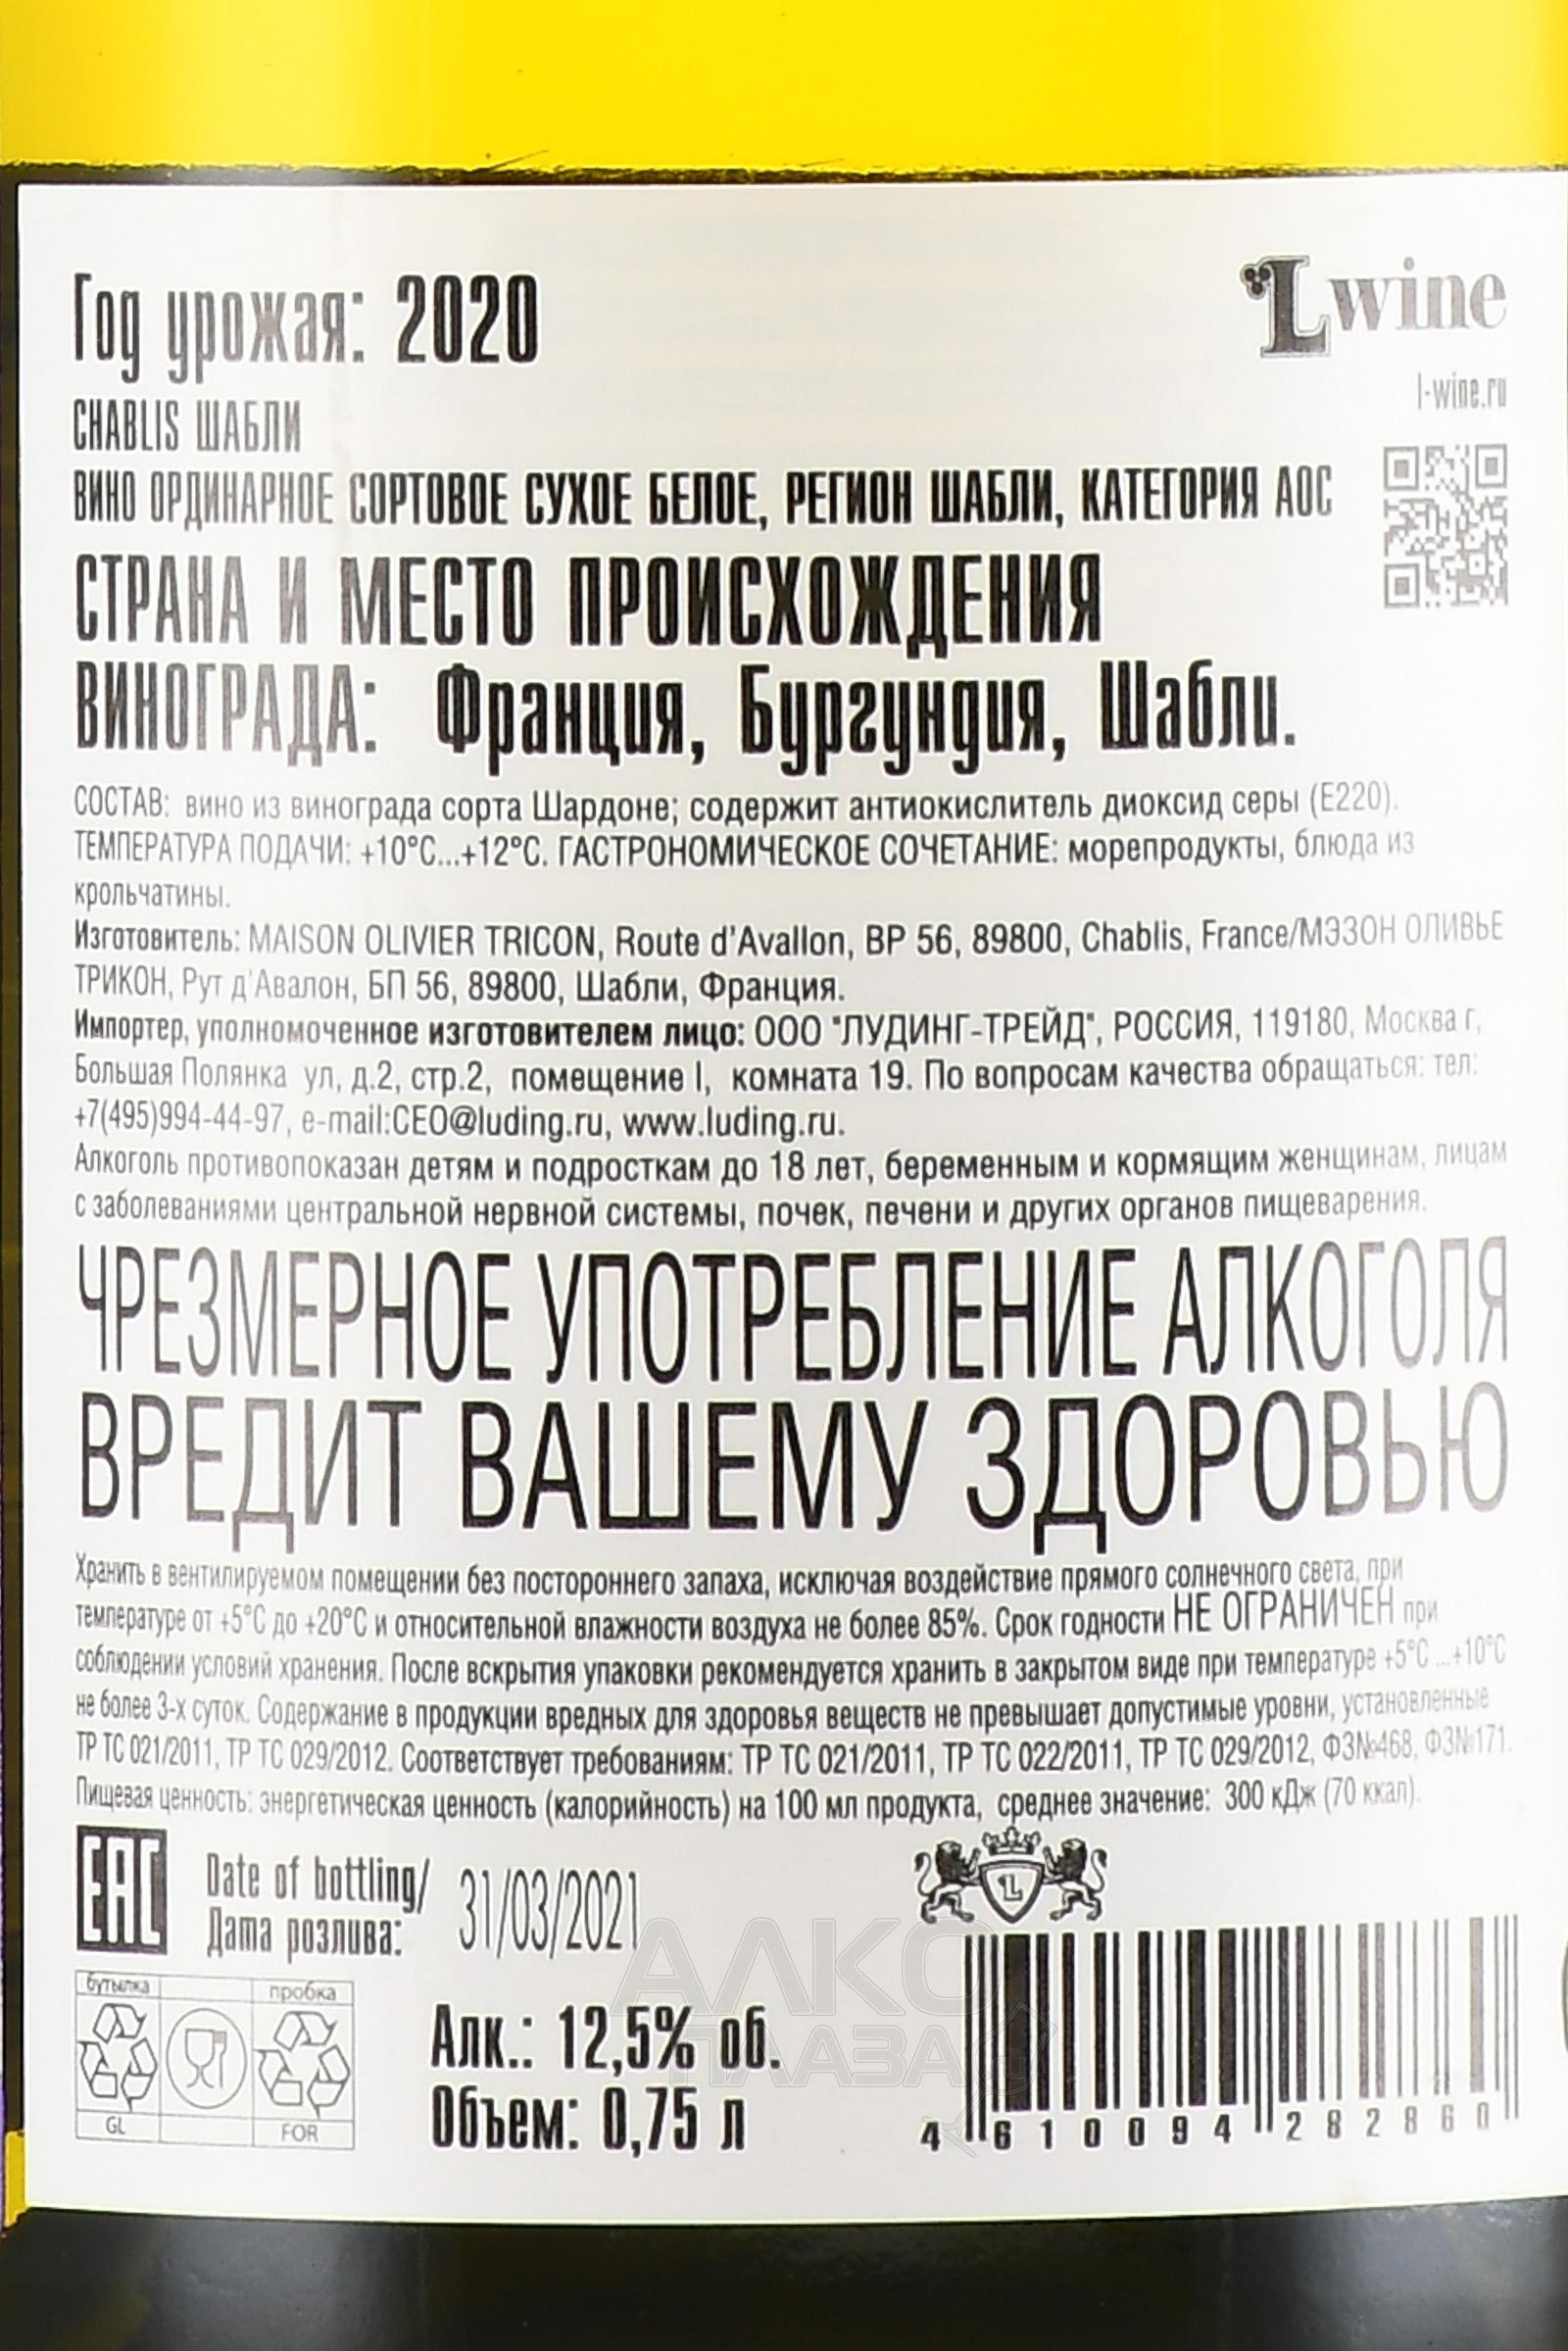 Год урожая: 2020
Lwine
l-wine.ru
CHABLIS ШАБЛИ
ВИНО ОРДИНАРНОЕ СОРТОВОЕ СУХОЕ БЕЛОЕ, РЕГИОН ШАБЛИ, КАТЕГОРИЯ АОС
СТРАНА И МЕСТО ПРОИСХОЖДЕНИЯ
ВИНОГРАДА: Франция, Бургундия, Шабли.
СОСТАВ: вино из винограда сорта Шардоне; содержит антиокислитель диоксид серы (Е220).
ТЕМПЕРАТУРА ПОДАЧИ: +10°С...+12°С. ГАСТРОНОМИЧЕСКОЕ СОЧЕТАНИЕ: морепродукты, блюда из
крольчатины.
Изготовитель: MAISON OLIVIER TRICON, Route d'Avallon, BP 56, 89800, Chablis, France/МЭЗОН ОЛИВЬЕ
ТРИКОН, Рут д'Авалон, БП 56, 89800, Шабли, Франция.
Импортер, уполномоченное изготовителем лицо: ООО "ЛУДИНГ-ТРЕЙД", РОССИЯ, 119180, Москва г,
Большая Полянка ул, д.2, стр.2, помещение I, комната 19. По вопросам качества обращаться: тел:
+7(495)994-44-97, e-mail:CEO@luding.ru, www.luding.ru.
Алкоголь противопоказан детям и подросткам до 18 лет, беременным и кормящим женщинам, лицам
с заболеваниями центральной нервной системы, почек, печени и других органов пищеварения.
ЧРЕЗМЕРНОЕ УПОТРЕБЛЕНИЕ АЛКОГОЛЯ
ВРЕДИТ ВАШЕМУ ЗДОРОВЬЮ
Хранить в вентилируемом помещении без постороннего запаха, исключая воздействие прямого солнечного света, при
температуре от +5°С до +20°С и относительной влажности воздуха не более 85%. Срок годности НЕ ОГРАНИЧЕН при
соблюдении условий хранения. После вскрытия упаковки рекомендуется хранить в закрытом виде при температуре +5°С ...+10°С
не более 3-х суток. Содержание в продукции вредных для здоровья веществ не превышает допустимые уровни, установленные
ТР ТС 021/2011, ТР ТС 029/2012. Соответствует требованиям: ТР ТС 021/2011, ТР ТС 022/2011, ТР ТС 029/2012, ФЗ№468, ФЗ№171.
Пищевая ценность: энергетическая ценность (калорийность) на 100 мл продукта, среднее значение: 300 кДж (70 ккал).
EAC
Date of bottling/
Дата розлива:
31/03/2021
L
АЛКО
ПЛАЗА
бутылка
пробка
GL
FOR
Алк.: 12,5% об.
Объем: 0,75 л
4 610094 282860